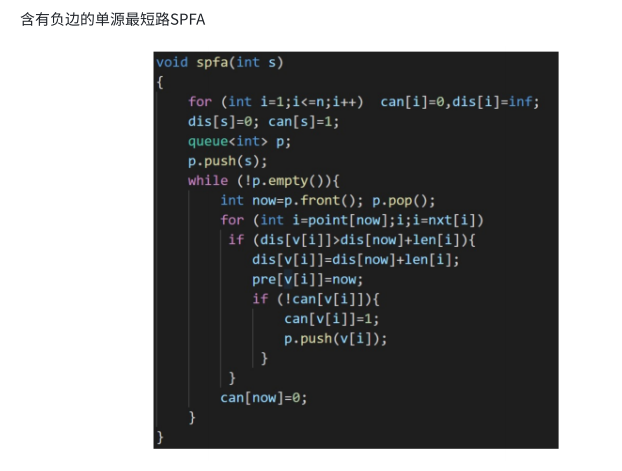 含有负边的单源最短路SPFA
void spfa(int s)
{
    for (int i=1;i<=n;i++)  can[i]=0,dis[i]=inf;
    dis[s]=0; can[s]=1;
    queue<int> p;
    p.push(s);
    while (!p.empty()){
        int now=p.front(); p.pop();
        for (int i=point[now];i;i=nxt[i])
         if (dis[v[i]]>dis[now]+len[i]){
            dis[v[i]]=dis[now]+len[i];
            pre[v[i]]=now;
            if (!can[v[i]]){
                can[v[i]]=1;
                p.push(v[i]);
             }
         }
        can[now]=0;
    }
}